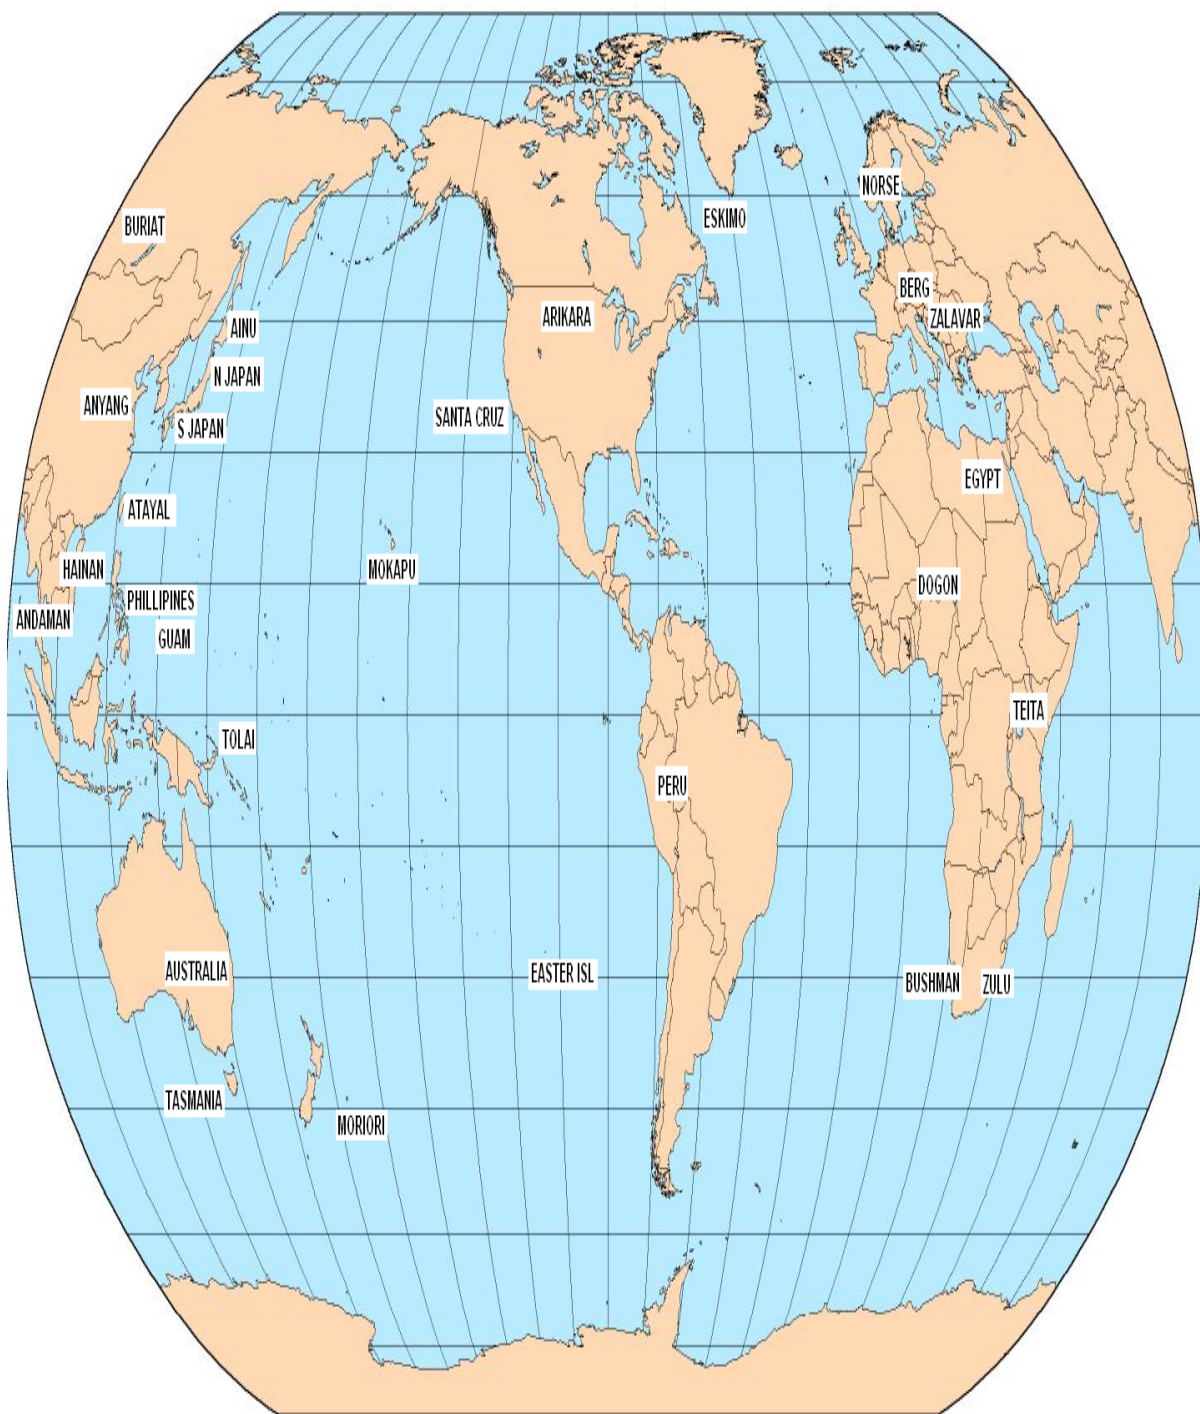 NORSE
ESKIMO
BURIAT
BERG
ARIKARA
ZALAVAR
AINU
N JAPAN
ANYANG
SANTA CRUZ
S JAPAN
EGYPT
ATAYAL
HAINAN
MOKAPU
DOGON
PHILLIPINES
ANDAMAN
GUAM
TEITA
TOLAI
PERU
AUSTRALIA
EASTER ISL
BUSHMAN
ZULU
TASMANIA
MORIORI